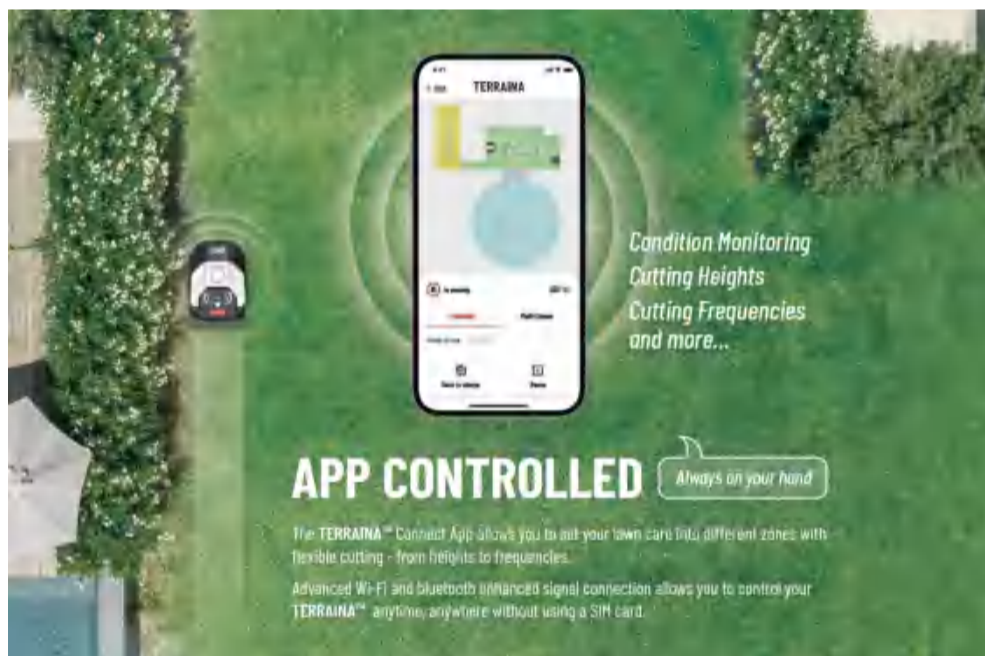 TERRAINA
Condition Monitoring
Cutting Heights
Cutting Frequencies
and more...
APP CONTROLLED
Always on your hand
The TERRAINA™ Connect App allows you to set your lawn care into different zones with
flexible cutting - from heights to frequencies.
Advanced Wi-Fi and bluetooth enhanced signal connection allows you to control your
TERRAINA™ anytime, anywhere without using a SIM card.